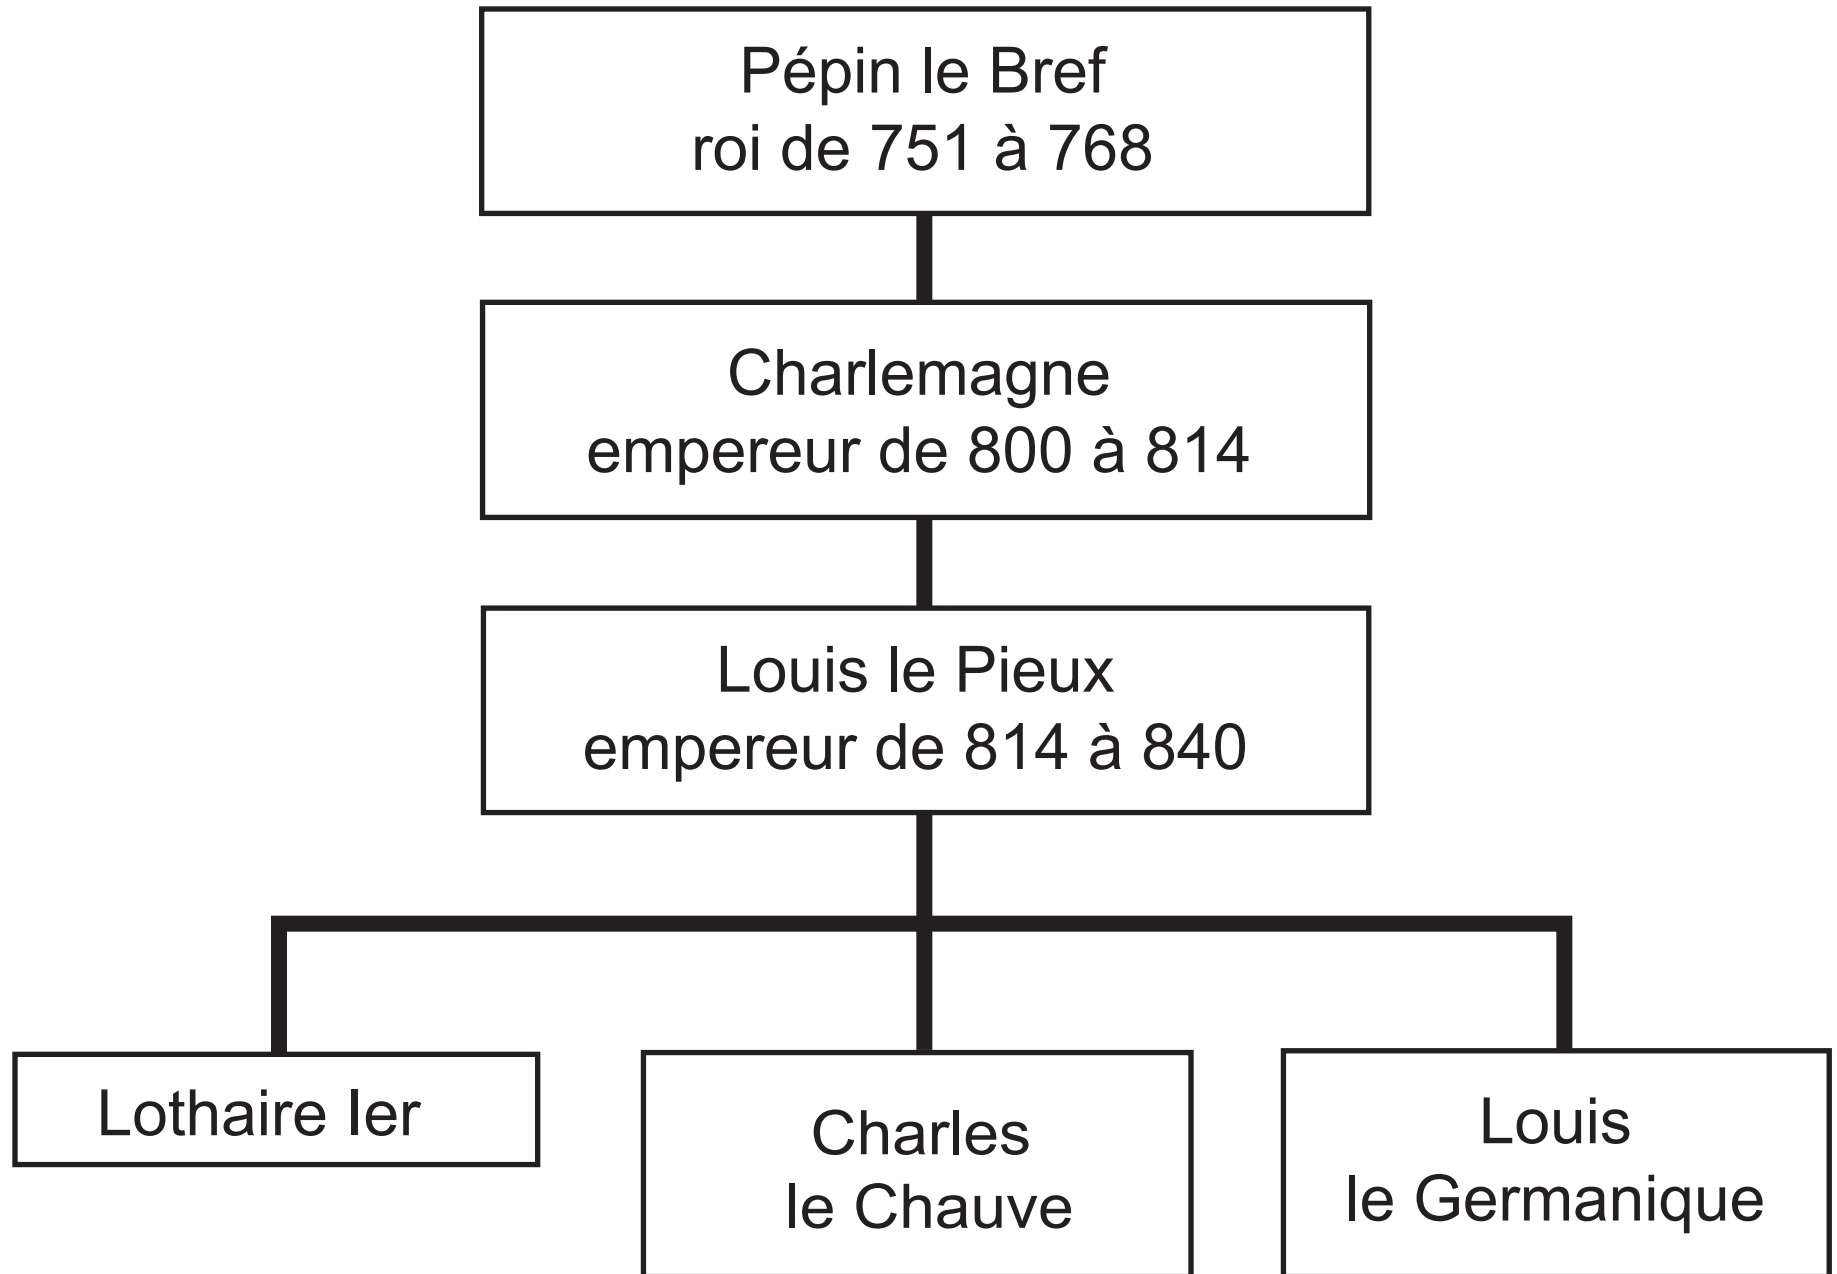 Pépin le Bref
roi de 751 à 768
Charlemagne
empereur de 800 à 814
Louis le Pieux
empereur de 814 à 840
Lothaire Ier
Charles
le Chauve
Louis
le Germanique